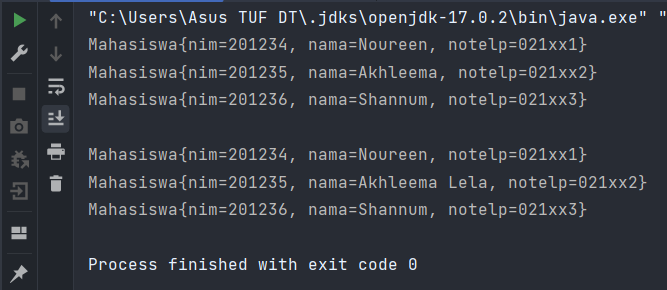 "C:\Users\Asus TUF DT\.jdks\openjdk-17.0.2\bin\java.exe" "
Mahasiswa{nim=201234, nama=Noureen, notelp=021xx1}
Mahasiswa{nim=201235, nama=Akhleema, notelp=021xx2}
Mahasiswa{nim=201236, nama=Shannum, notelp=021xx3}
Mahasiswa{nim=201234, nama=Noureen, notelp=021xx1}
Mahasiswa{nim=201235, nama=Akhleema Lela, notelp=021xx2}
Mahasiswa{nim=201236, nama=Shannum, notelp=021xx3}
Process finished with exit code 0